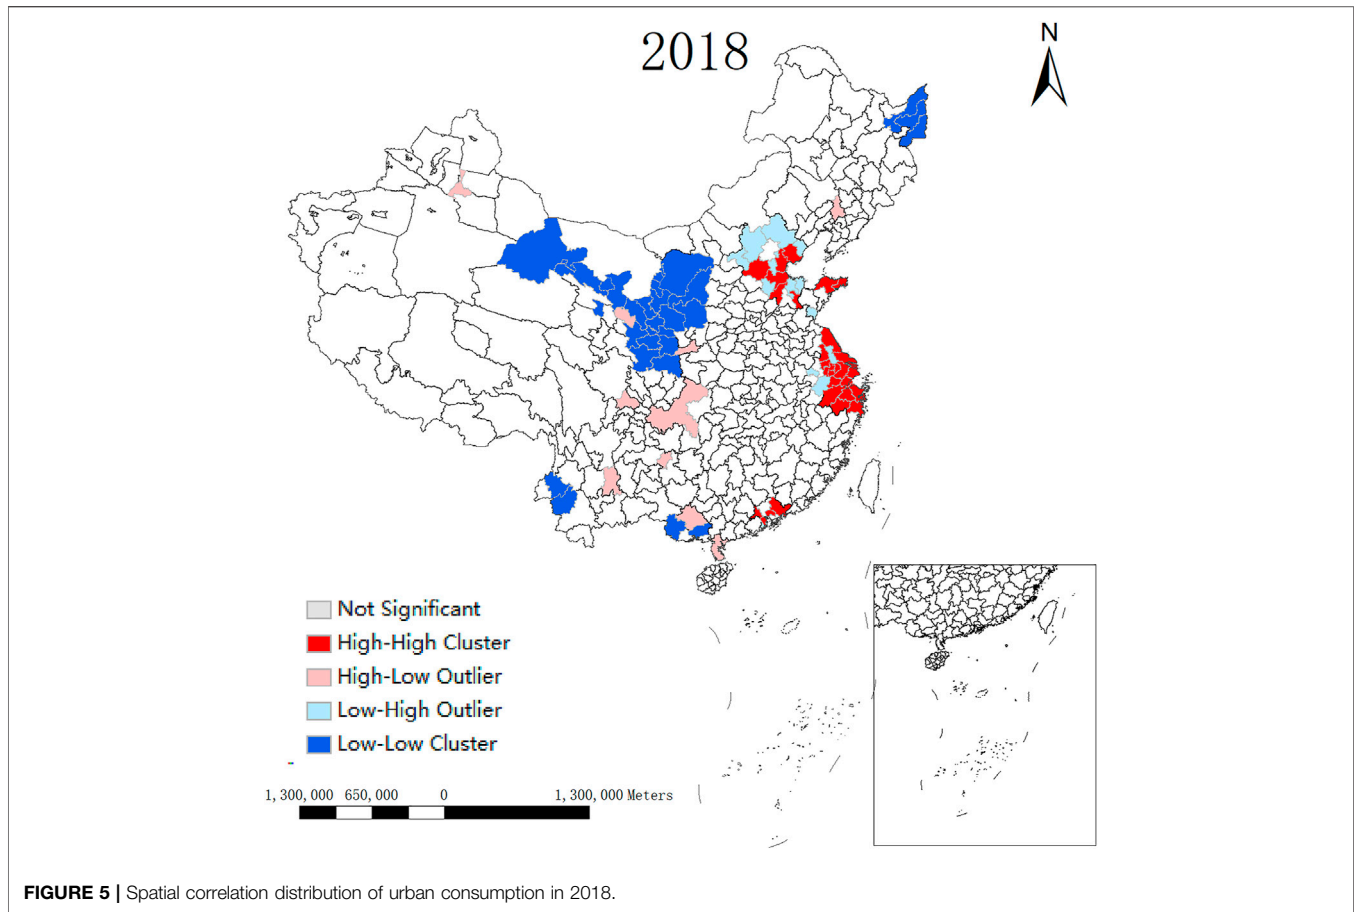 2018
N
Not Significant
High-High Cluster
High-Low Outlier
Low-High Outlier
Low-Low Cluster
1,300,000 650,000 0 1,300,000 Meters
FIGURE 5 | Spatial correlation distribution of urban consumption in 2018.